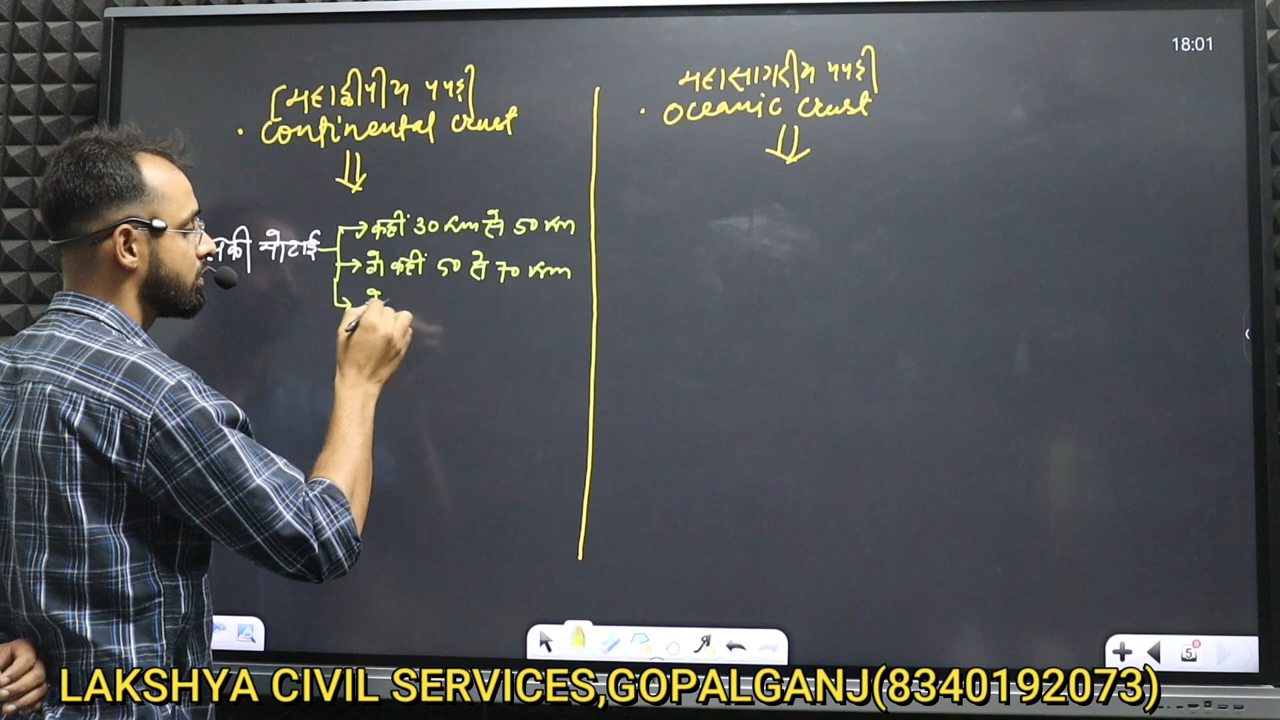 18:01
[महाद्वीपीय पपड़ी
• Continental Crust
⇓
महासागरीय पपड़ी
• Oceanic Crust
⇓
की मोटाई
→ कहीं 30 km से 50 km
→ तो कहीं 50 से 70 km
5
LAKSHYA CIVIL SERVICES,GOPALGANJ(8340192073)